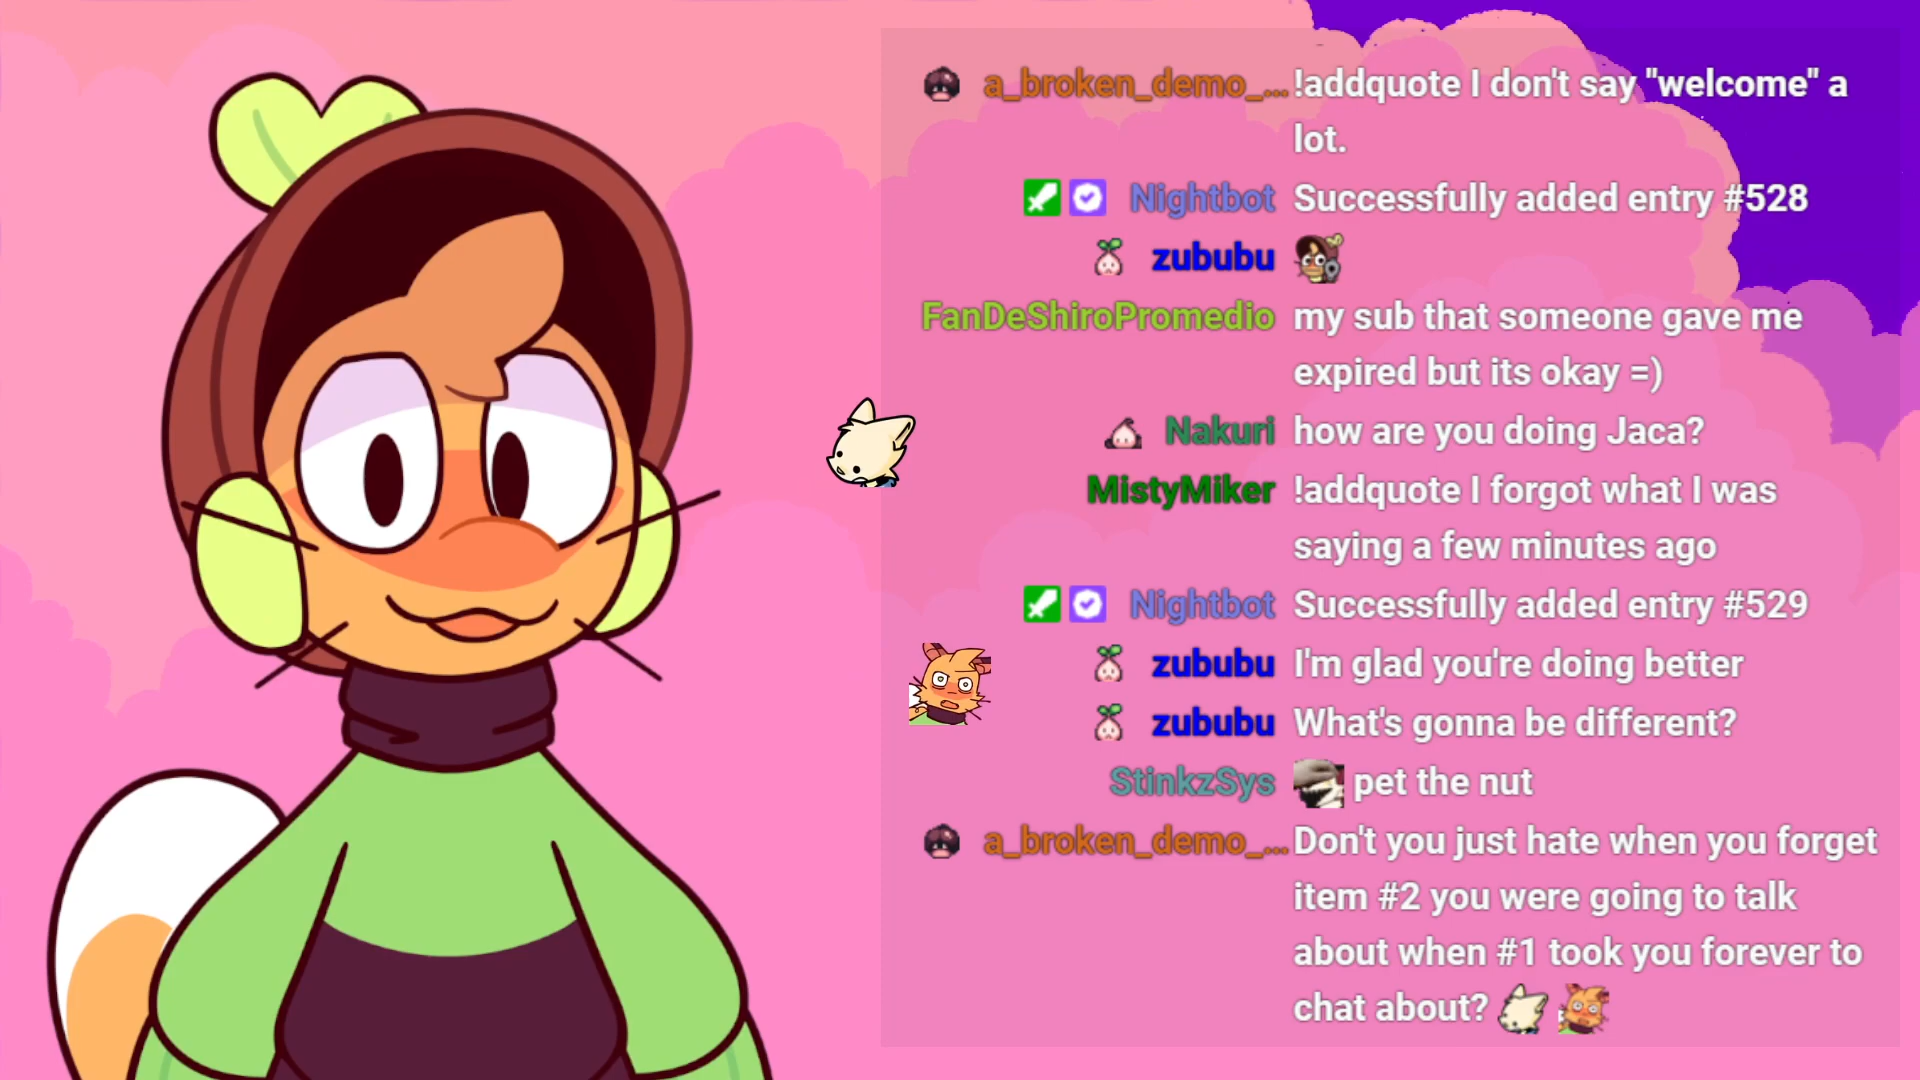 a_broken_demo_... !addquote I don't say "welcome" a
lot.
Nightbot Successfully added entry #528
zububu
FanDeShiroPromedio my sub that someone gave me
expired but its okay =)
Nakuri how are you doing Jaca?
MistyMiker !addquote I forgot what I was
saying a few minutes ago
Nightbot Successfully added entry #529
zububu I'm glad you're doing better
zububu What's gonna be different?
StinkzSys pet the nut
a_broken_demo_... Don't you just hate when you forget
item #2 you were going to talk
about when #1 took you forever to
chat about?